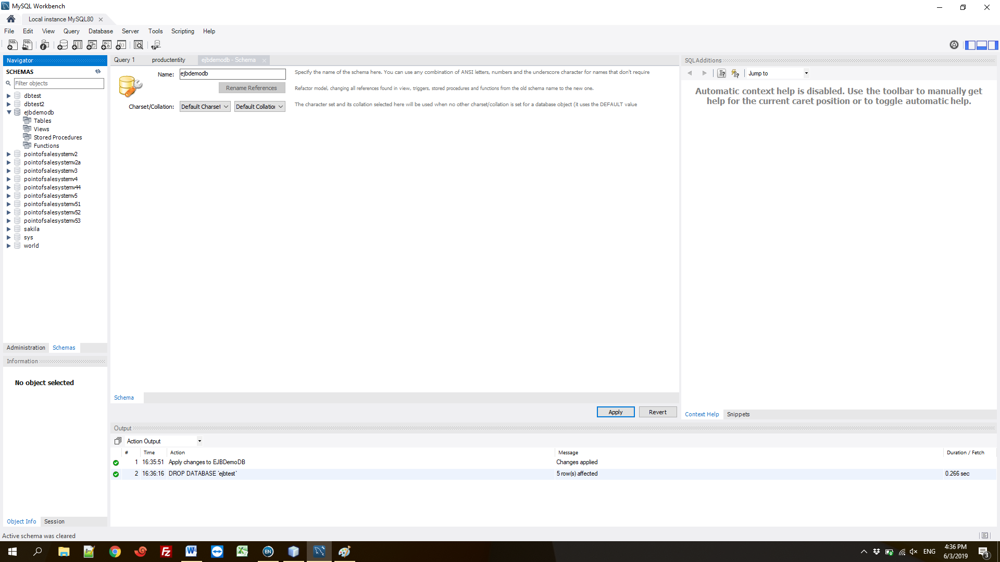 MySQL Workbench
Local instance MySQL80
File Edit View Query Database Server Tools Scripting Help
Navigator
SCHEMAS
Filter objects
dbtest
dbtest2
ejbdemodb
Tables
Views
Stored Procedures
Functions
pointofsalesystemv2
pointofsalesystemv2a
pointofsalesystemv3
pointofsalesystemv4
pointofsalesystemv44
pointofsalesystemv5
pointofsalesystemv51
pointofsalesystemv52
pointofsalesystemv53
sakila
sys
world
Administration Schemas
Information
No object selected
Object Info Session
Query 1 productentity ejbdemodb - Schema
Name: ejbdemodb Specify the name of the schema here. You can use any combination of ANSI letters, numbers and the underscore character for names that don't require
Rename References Refactor model, changing all references found in view, triggers, stored procedures and functions from the old schema name to the new one.
Charset/Collation: Default Charset Default Collation The character set and its collation selected here will be used when no other charset/collation is set for a database object (it uses the DEFAULT value
Schema
Apply Revert
SQLAdditions
Jump to
Automatic context help is disabled. Use the toolbar to manually get
help for the current caret position or to toggle automatic help.
Context Help Snippets
Output
Action Output
# Time Action Message Duration / Fetch
1 16:35:51 Apply changes to EJBDemoDB Changes applied
2 16:36:16 DROP DATABASE `ejbtest` 5 row(s) affected 0.266 sec
Active schema was cleared
ENG
4:36 PM
6/3/2019
3